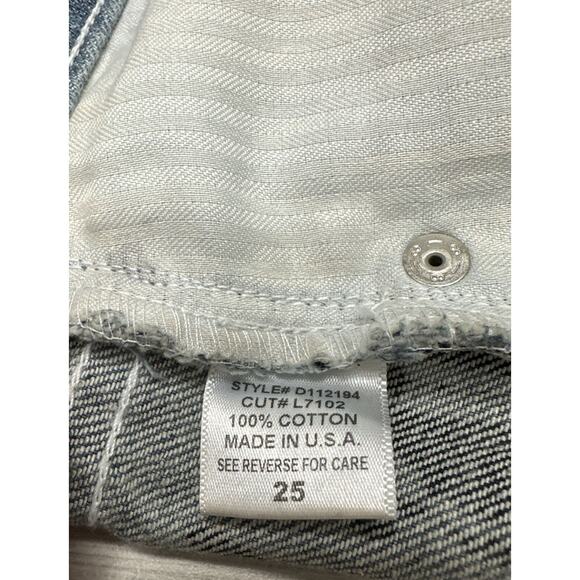 STYLE# D112194
CUT# L7102
100% COTTON
MADE IN U.S.A.
SEE REVERSE FOR CARE
25